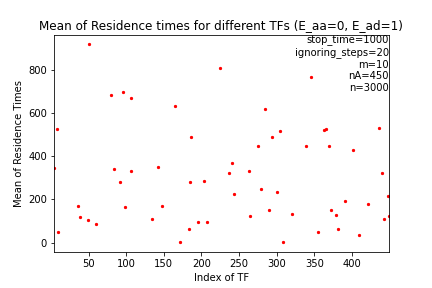 Mean of Residence times for different TFs (E_aa=0, E_ad=1)
stop_time=1000
ignoring_steps=20
m=10
nA=450
n=3000
Mean of Residence Times
800
600
400
200
0
50 100 150 200 250 300 350 400
Index of TF